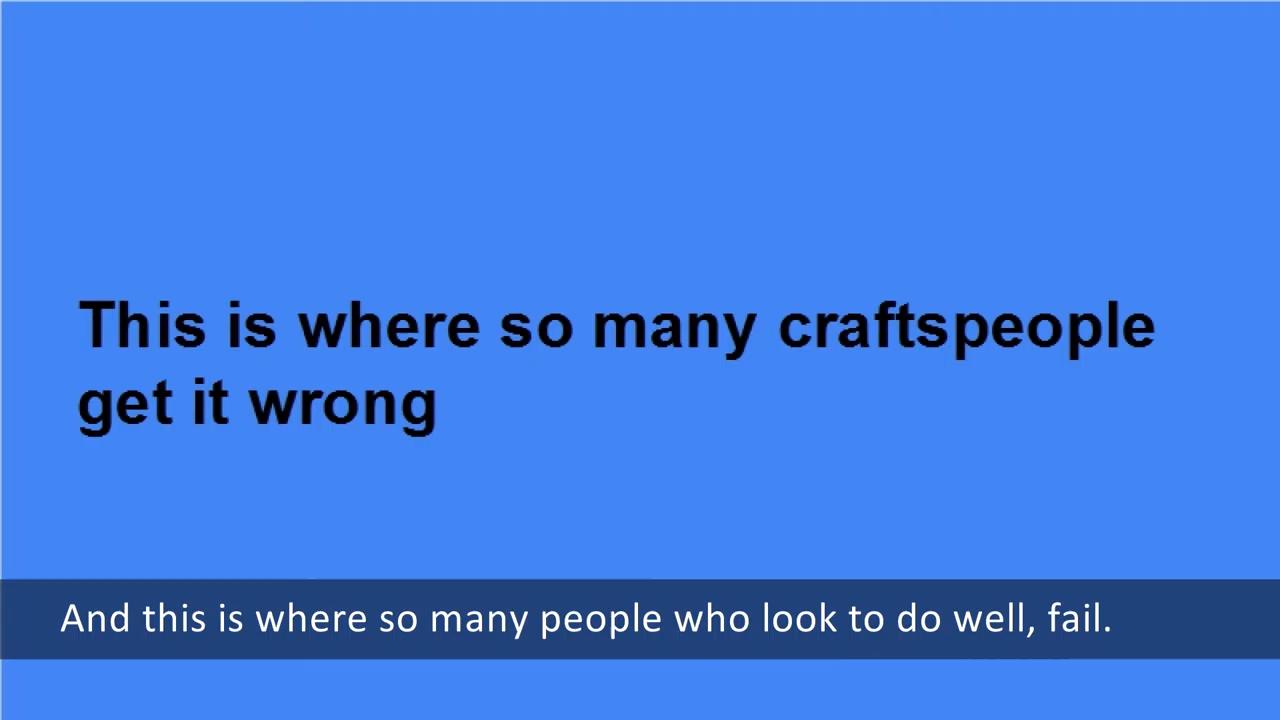 This is where so many craftspeople
get it wrong
And this is where so many people who look to do well, fail.